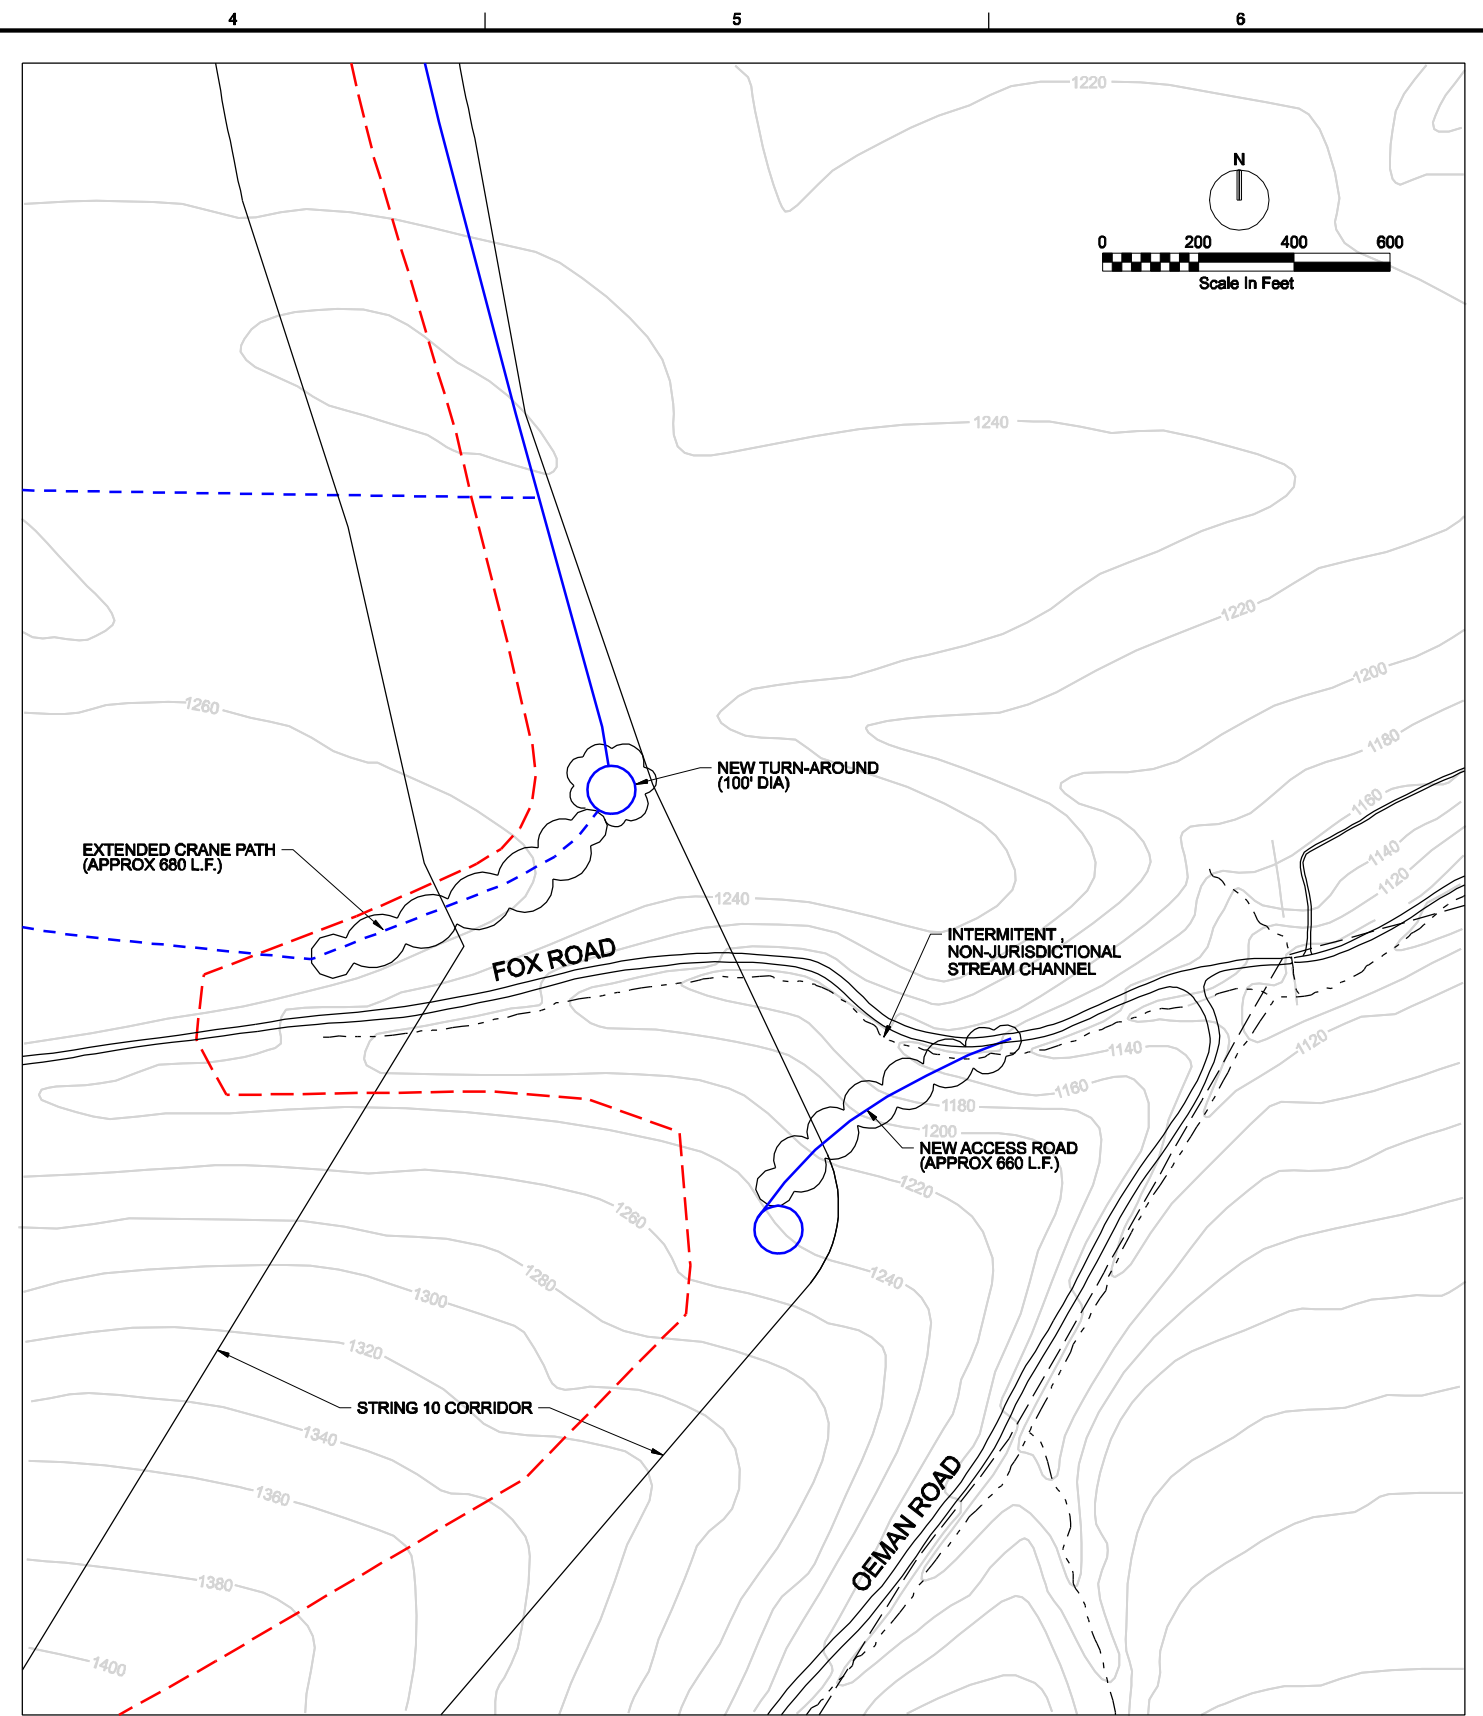 4 5 6
1220
N
0 200 400 600
Scale In Feet
1240
1220
1200
1260
1180
NEW TURN-AROUND
(100' DIA)
1160
EXTENDED CRANE PATH
(APPROX 680 L.F.)
1140
1120
1240
FOX ROAD
INTERMITENT ,
NON-JURISDICTIONAL
STREAM CHANNEL
1140
1120
1160
1180
1200
NEW ACCESS ROAD
(APPROX 660 L.F.)
1220
1260
1280
1240
1300
1320
STRING 10 CORRIDOR
1340
1360
OEMAN ROAD
1380
1400